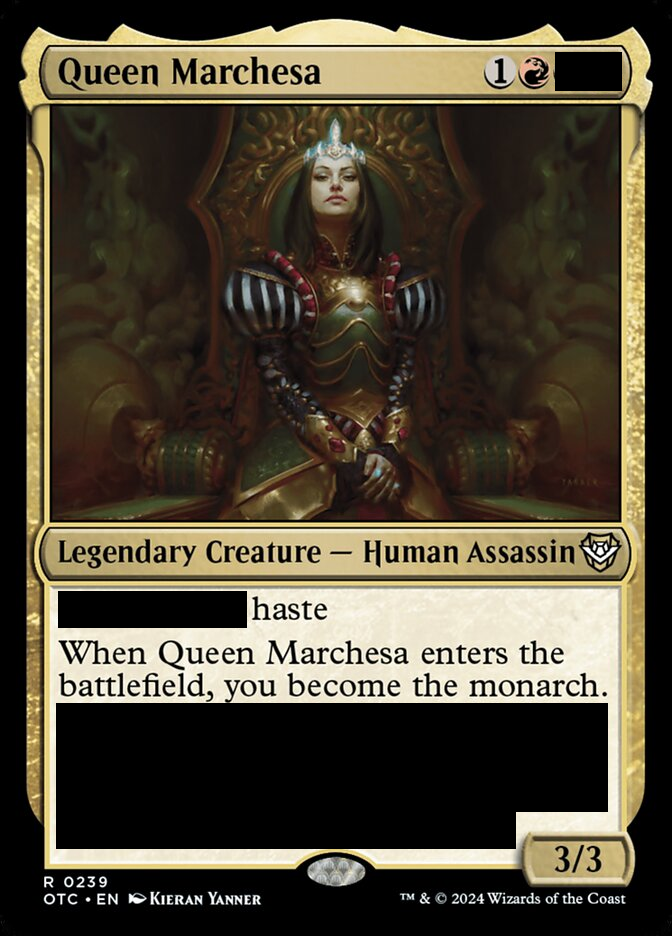 Queen Marchesa 1
Legendary Creature — Human Assassin
haste
When Queen Marchesa enters the
battlefield, you become the monarch.
3/3
R 0239
OTC • EN Kieran Yanner
™ & © 2024 Wizards of the Coast